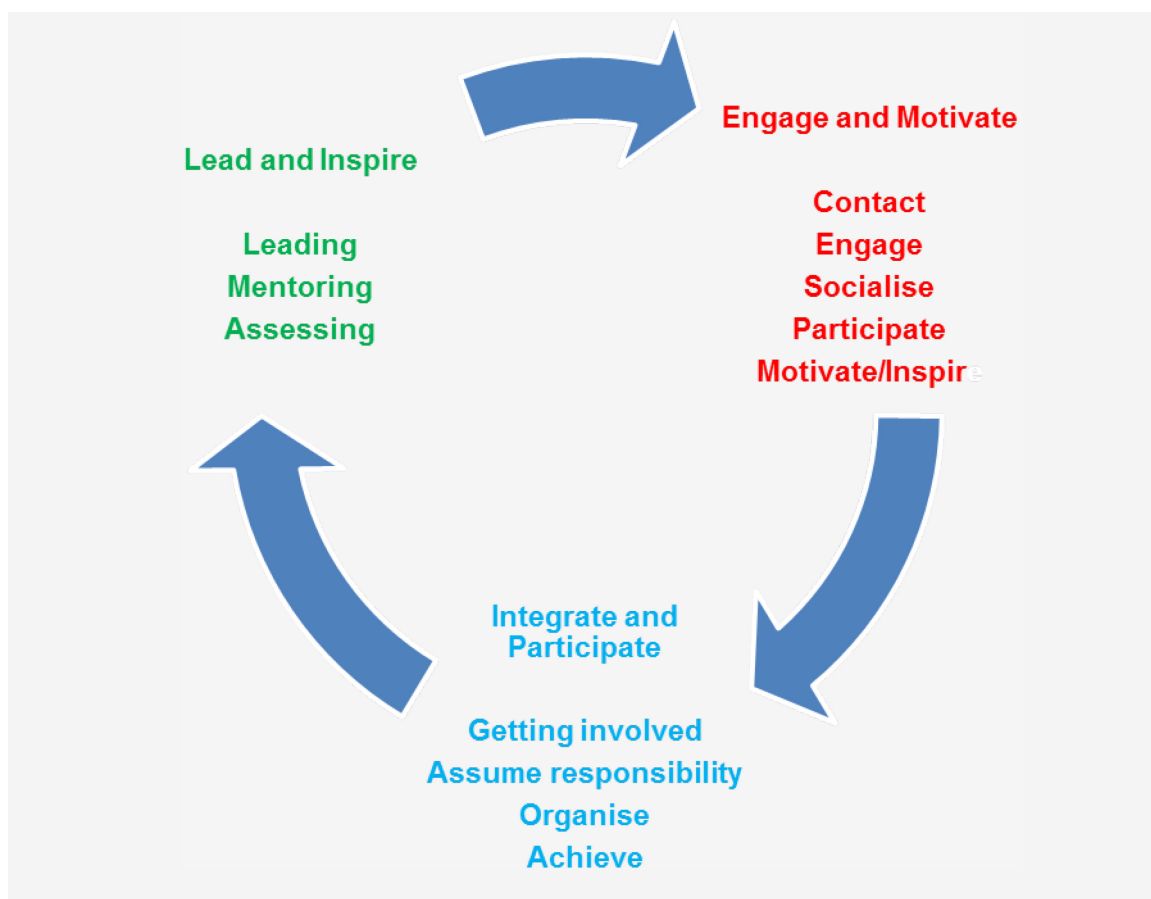 Engage and Motivate
Contact
Engage
Socialise
Participate
Motivate/Inspire
Integrate and
Participate
Getting involved
Assume responsibility
Organise
Achieve
Lead and Inspire
Leading
Mentoring
Assessing